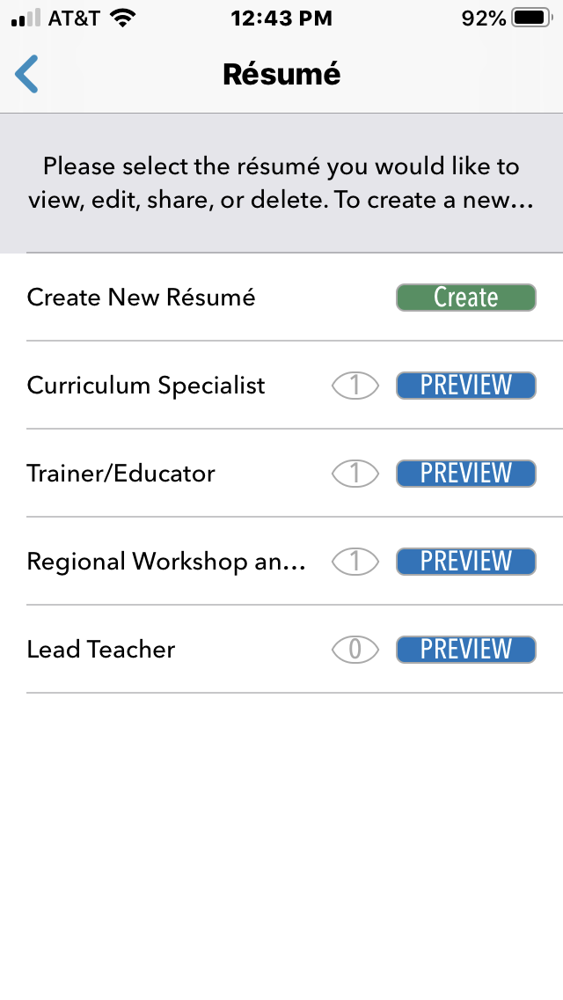 AT&T 12:43 PM 92%
Résumé
Please select the résumé you would like to
view, edit, share, or delete. To create a new...
Create New Résumé Create
Curriculum Specialist 1 PREVIEW
Trainer/Educator 1 PREVIEW
Regional Workshop an... 1 PREVIEW
Lead Teacher 0 PREVIEW